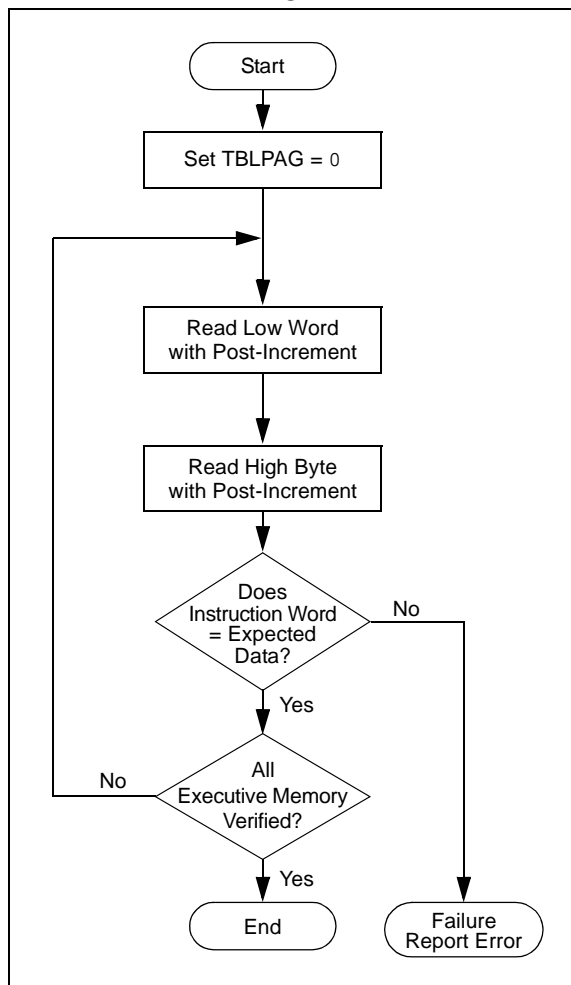 Start
Set TBLPAG = 0
Read Low Word
with Post-Increment
Read High Byte
with Post-Increment
Does
Instruction Word
= Expected
Data?
No
Yes
All
Executive Memory
Verified?
No
Yes
End
Failure
Report Error